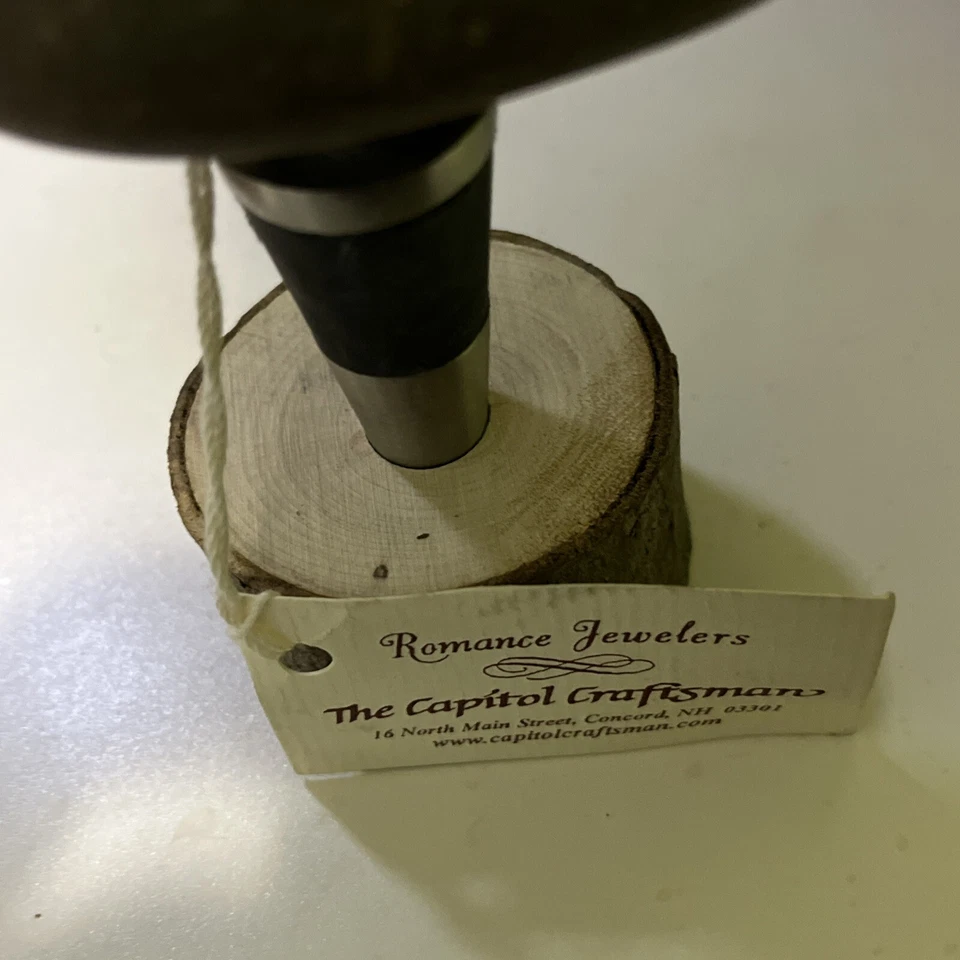 Romance Jewelers
The Capitol Craftsman
16 North Main Street, Concord, NH 03301
www.capitolcraftsman.com